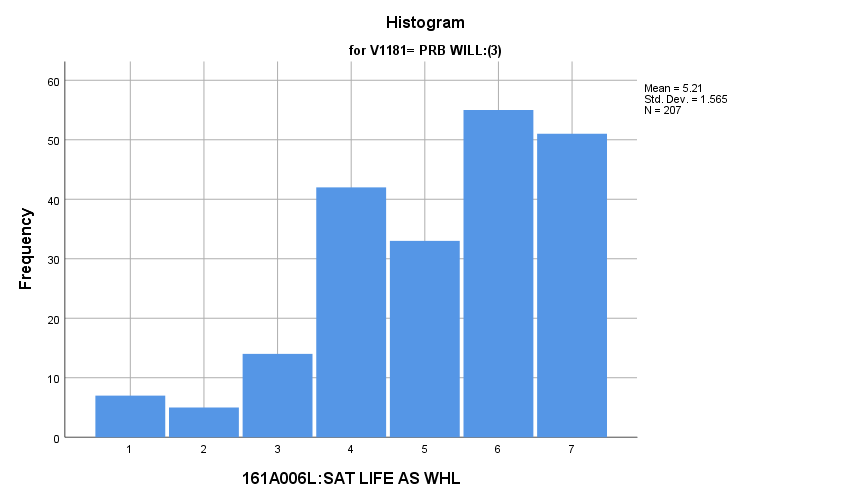 Histogram
for V1181= PRB WILL:(3)
Mean = 5.21
Std. Dev. = 1.565
N = 207
60
50
40
30
20
10
0
Frequency
1 2 3 4 5 6 7
161A006L:SAT LIFE AS WHL